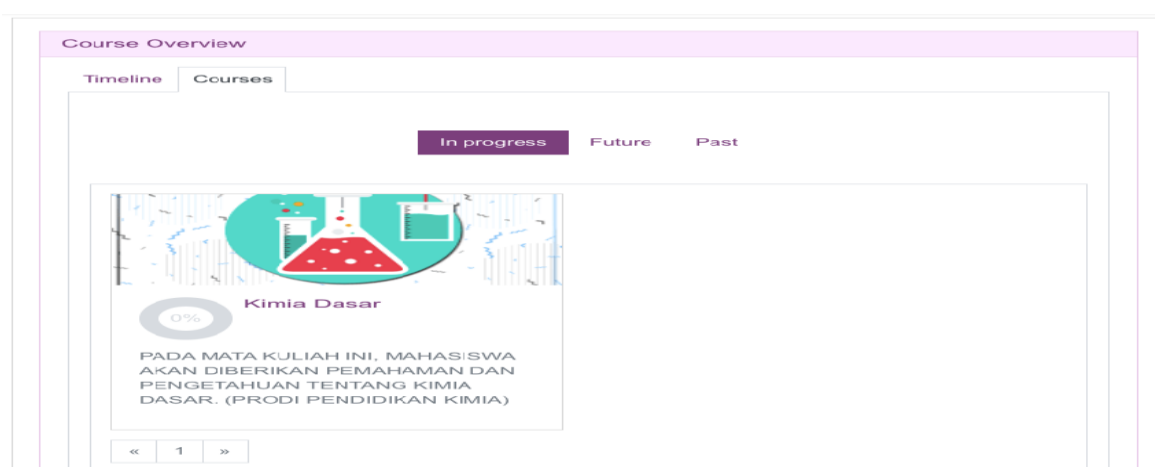 Course Overview
Timeline Courses
In progress Future Past
Kimia Dasar
0%
PADA MATA KULIAH INI, MAHASISWA
AKAN DIBERIKAN PEMAHAMAN DAN
PENGETAHUAN TENTANG KIMIA
DASAR. (PRODI PENDIDIKAN KIMIA)
« 1 »